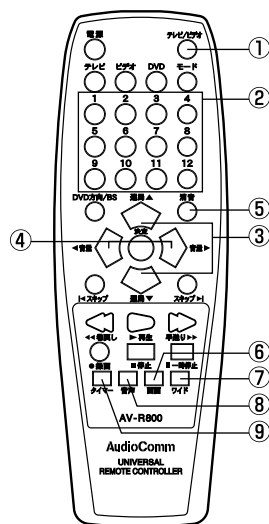 電源 テレビ/ビデオ ①
テレビ ビデオ DVD モード
②
1 2 3 4
5 6 7 8
9 10 11 12
DVD方向/BS 選局▲ 消音 ⑤
④ 決定 ③
◀音量 音量▶
|◀スキップ 選局▼ スキップ▶|
◀◀巻戻し ▶再生 早送り▶▶ ⑥
●録画 ■停止 ⏸一時停止 ⑦
タイマー 音声 画面 ワイド ⑧
⑨
AV-R800
AudioComm
UNIVERSAL
REMOTE CONTROLLER